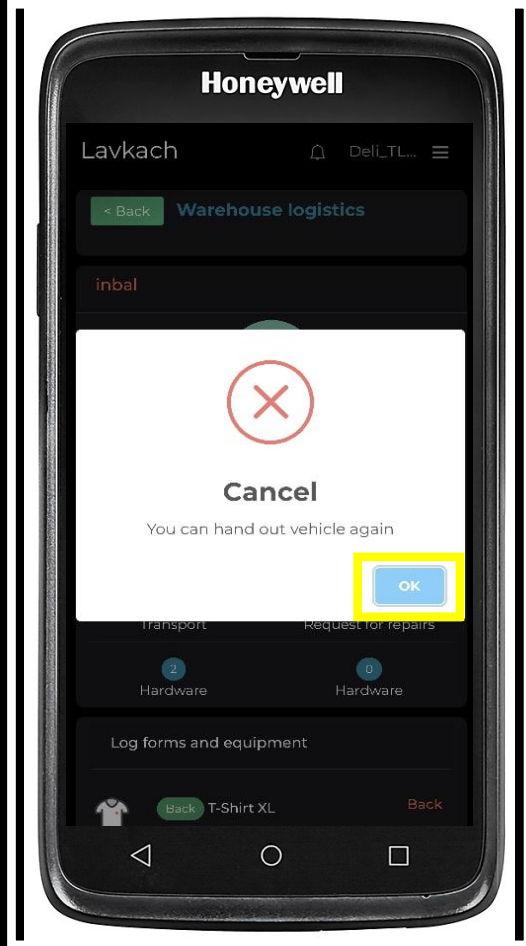 Honeywell
Lavkach Deli_TL...
< Back Warehouse logistics
inbal
Cancel
You can hand out vehicle again
OK
Transport Request for repairs
2 0
Hardware Hardware
Log forms and equipment
Back T-Shirt XL Back